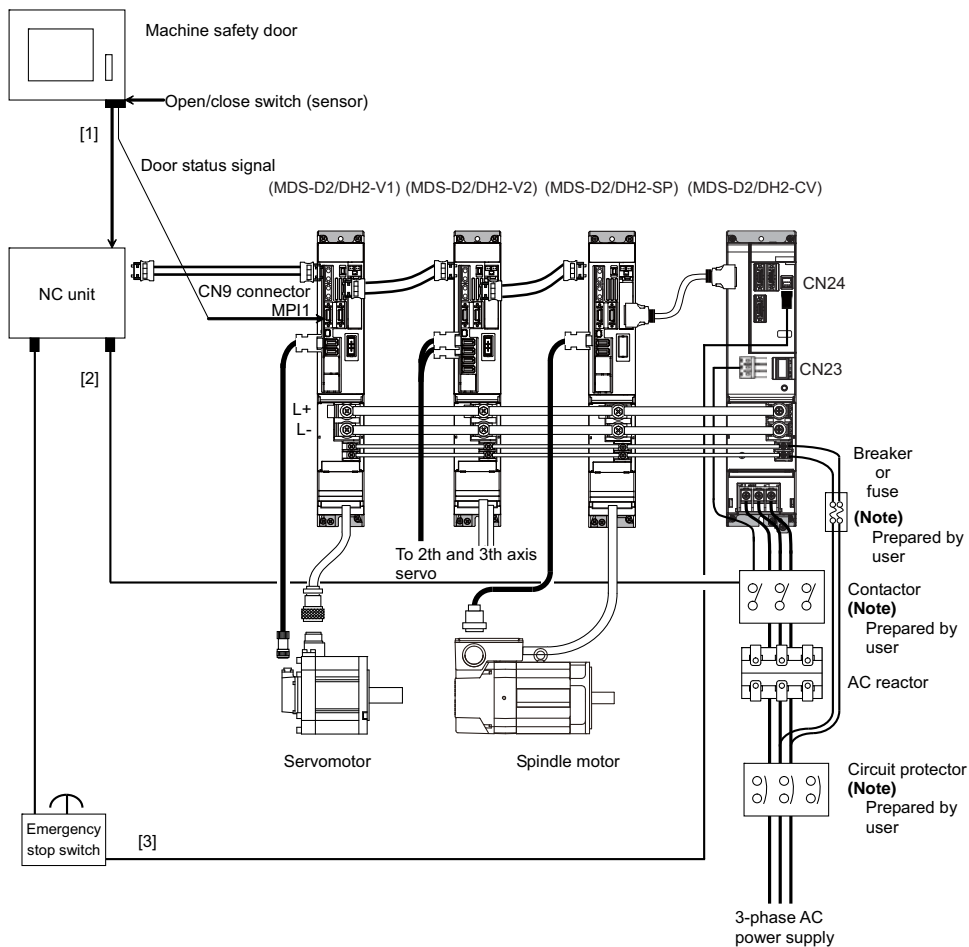 Machine safety door
Open/close switch (sensor)
[1]
Door status signal
(MDS-D2/DH2-V1) (MDS-D2/DH2-V2) (MDS-D2/DH2-SP) (MDS-D2/DH2-CV)
NC unit
CN9 connector
MPI1
CN24
[2]
CN23
L+
L-
Breaker
or
fuse
(Note)
Prepared by
user
To 2th and 3th axis
servo
Contactor
(Note)
Prepared by
user
AC reactor
Servomotor
Spindle motor
Circuit protector
(Note)
Prepared by
user
Emergency
stop switch
[3]
3-phase AC
power supply